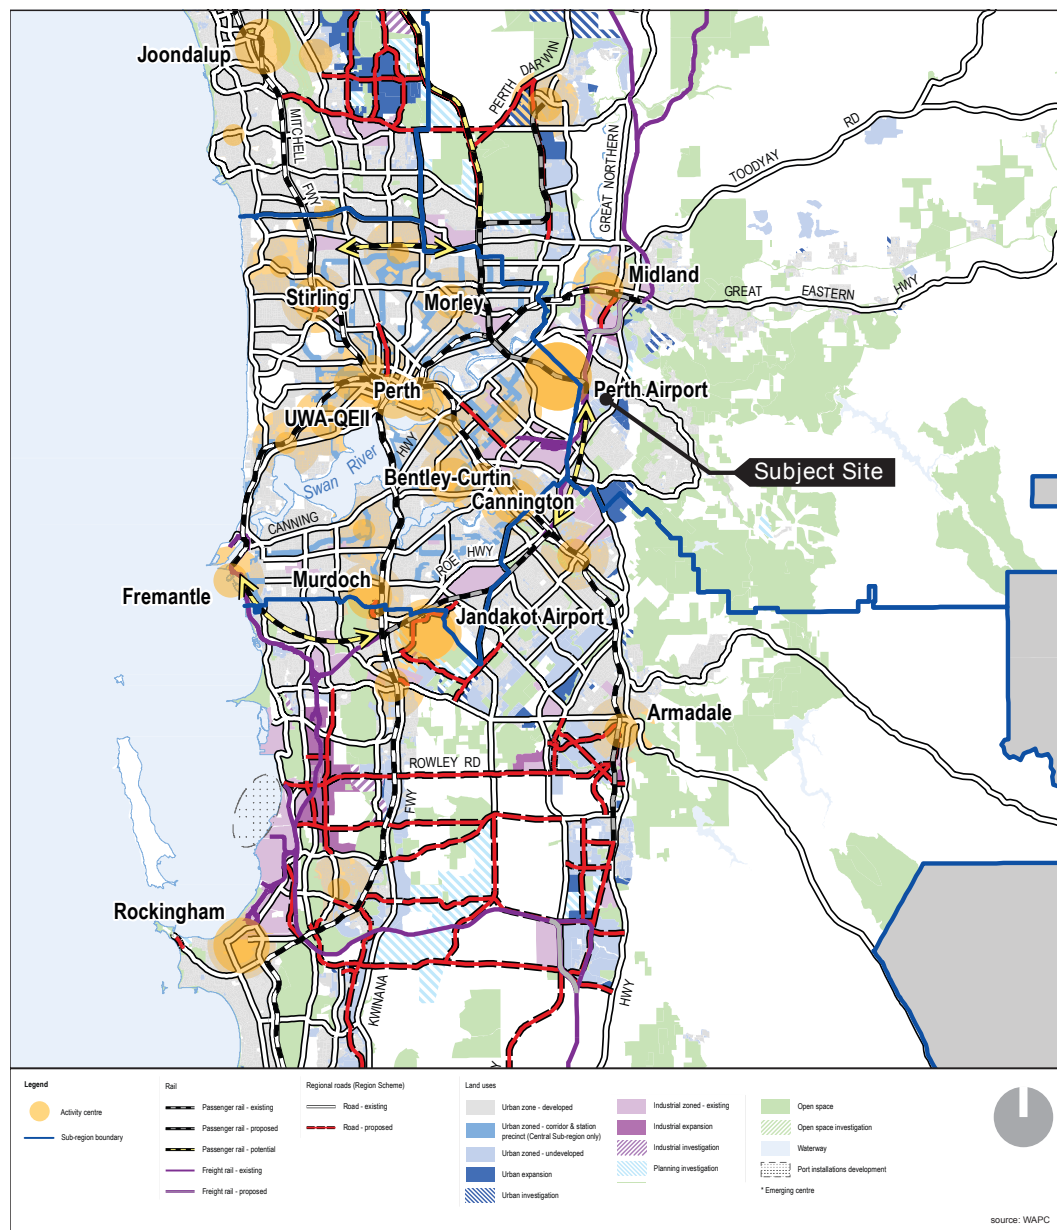 Joondalup
PERTH DARWIN
MITCHELL
FWY
GREAT NORTHERN
TOODYAY
RD
Midland
GREAT EASTERN HWY
Stirling
Morley
Perth
Perth Airport
UWA-QEII
HWY
Swan River
Bentley-Curtin
Subject Site
Cannington
CANNING
ROE HWY
Murdoch
Fremantle
Jandakot Airport
Armadale
ROWLEY RD
FWY
Rockingham
KWINANA
HWY
Legend
Activity centre
Sub-region boundary
Rail
Passenger rail - existing
Passenger rail - proposed
Passenger rail - potential
Freight rail - existing
Freight rail - proposed
Regional roads (Region Scheme)
Road - existing
Road - proposed
Land uses
Urban zone - developed
Urban zoned - corridor & station
precinct (Central Sub-region only)
Urban zoned - undeveloped
Urban expansion
Urban investigation
Industrial zoned - existing
Industrial expansion
Industrial investigation
Planning investigation
Open space
Open space investigation
Waterway
Port installations development
* Emerging centre
source: WAPC